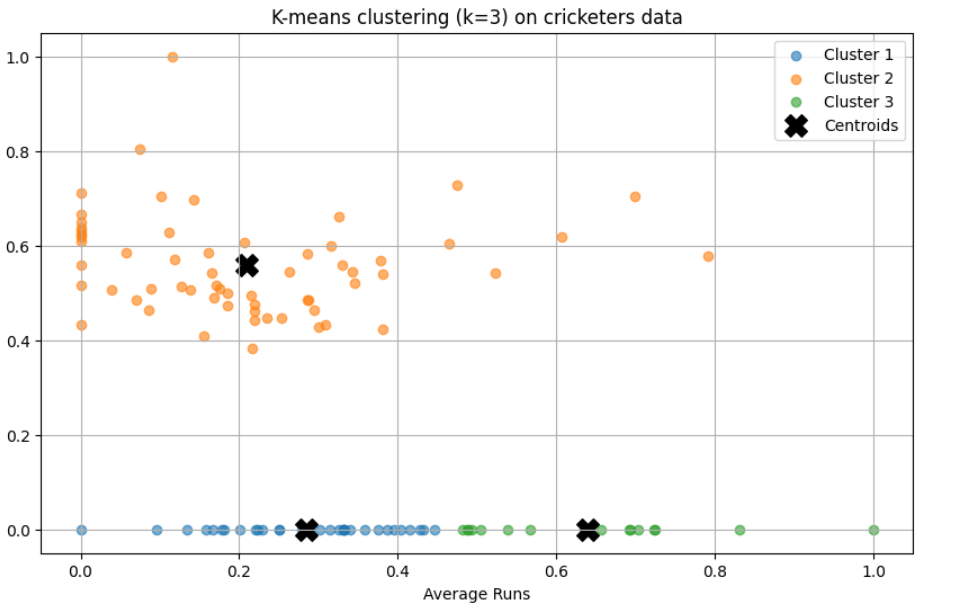 K-means clustering (k=3) on cricketers data
Cluster 1
Cluster 2
Cluster 3
Centroids
1.0
0.8
0.6
0.4
0.2
0.0
0.0 0.2 0.4 0.6 0.8 1.0
Average Runs